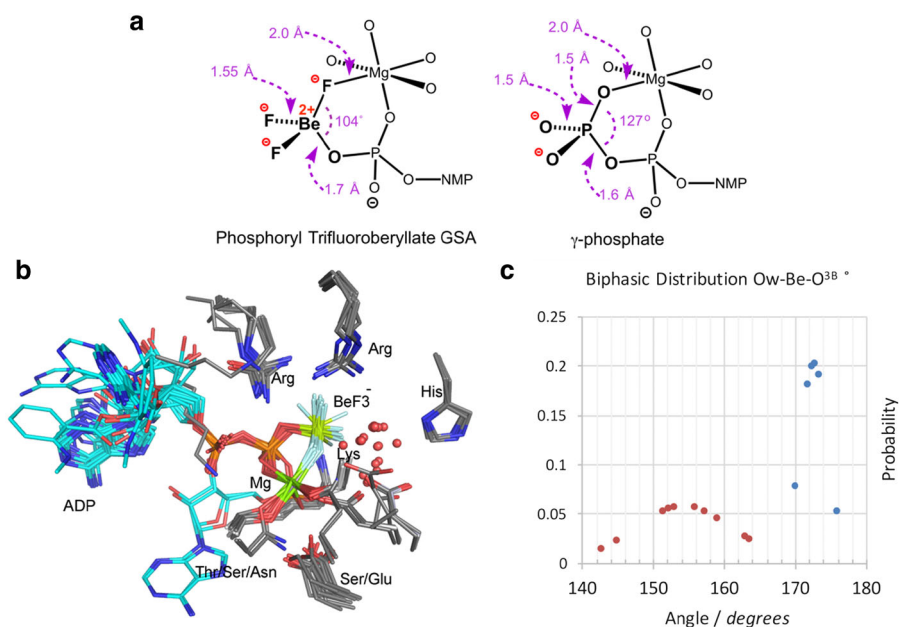 a
2.0 Å
1.55 Å
O
O
O
O
Mg
⊖ F
⊖
F
Be
2+
104°
⊖
F
O
O
P
1.7 Å
O
⊖
O
NMP
Phosphoryl Trifluoroberyllate GSA
2.0 Å
1.5 Å
1.5 Å
O
O
O
O
Mg
O
⊖ O
P
127°
⊖ O
O
O
P
1.6 Å
O
⊖
O
NMP
γ-phosphate
b
Arg
Arg
BeF3-
His
Lys
Mg
ADP
Thr/Ser/Asn
Ser/Glu
c
Biphasic Distribution Ow-Be-O3B °
0.25
0.2
0.15
0.1
0.05
0
140
150
160
170
180
Probability
Angle / degrees